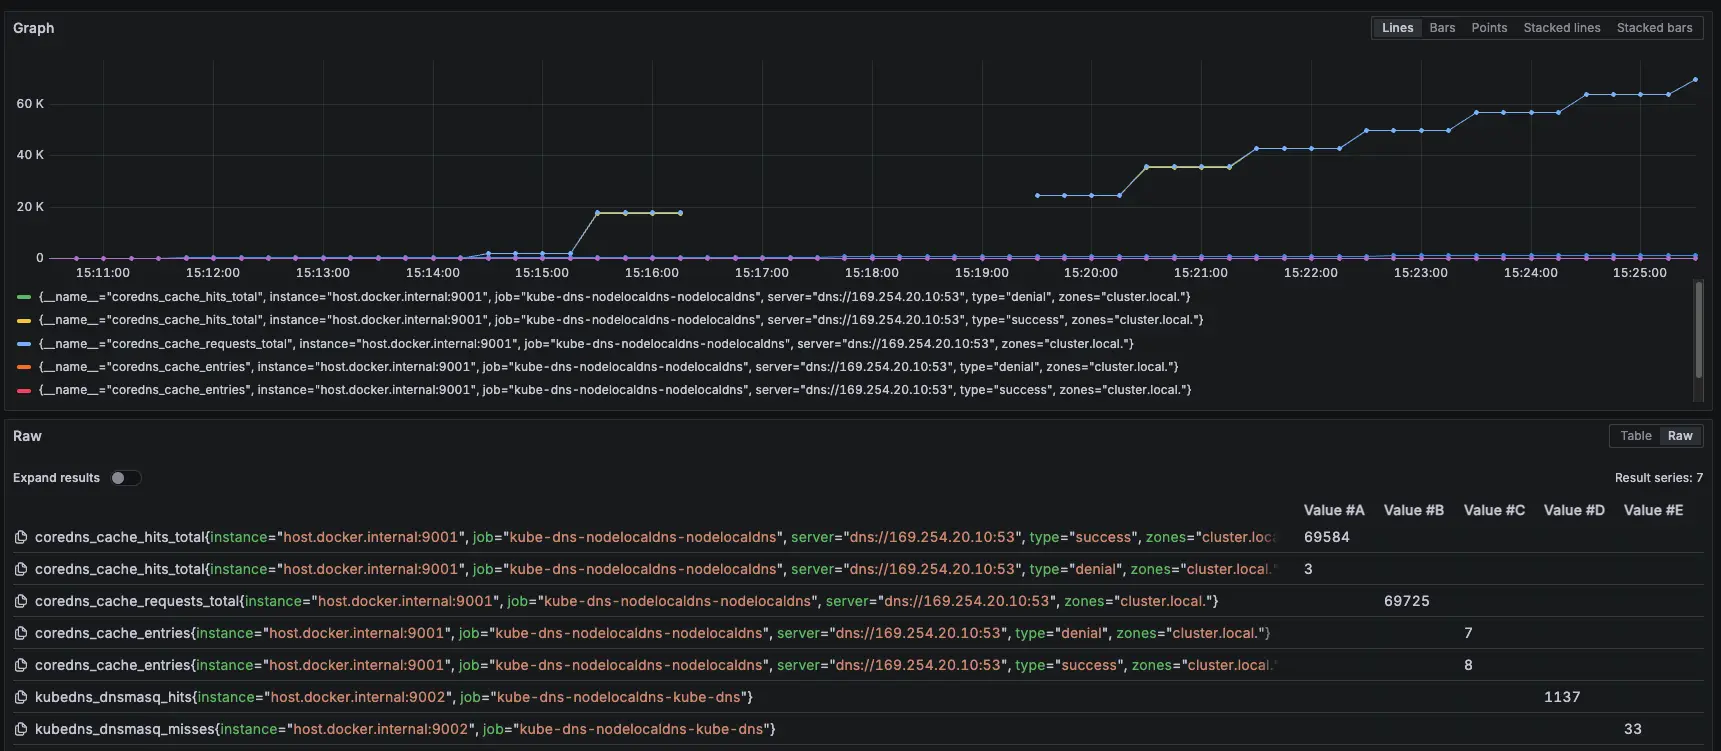 Graph
Lines Bars Points Stacked lines Stacked bars
60 K
40 K
20 K
0
15:11:00 15:12:00 15:13:00 15:14:00 15:15:00 15:16:00 15:17:00 15:18:00 15:19:00 15:20:00 15:21:00 15:22:00 15:23:00 15:24:00 15:25:00
{__name__="coredns_cache_hits_total", instance="host.docker.internal:9001", job="kube-dns-nodelocaldns-nodelocaldns", server="dns://169.254.20.10:53", type="denial", zones="cluster.local."}
{__name__="coredns_cache_hits_total", instance="host.docker.internal:9001", job="kube-dns-nodelocaldns-nodelocaldns", server="dns://169.254.20.10:53", type="success", zones="cluster.local."}
{__name__="coredns_cache_requests_total", instance="host.docker.internal:9001", job="kube-dns-nodelocaldns-nodelocaldns", server="dns://169.254.20.10:53", zones="cluster.local."}
{__name__="coredns_cache_entries", instance="host.docker.internal:9001", job="kube-dns-nodelocaldns-nodelocaldns", server="dns://169.254.20.10:53", type="denial", zones="cluster.local."}
{__name__="coredns_cache_entries", instance="host.docker.internal:9001", job="kube-dns-nodelocaldns-nodelocaldns", server="dns://169.254.20.10:53", type="success", zones="cluster.local."}
Raw
Table Raw
Expand results
Result series: 7
Value #A Value #B Value #C Value #D Value #E
coredns_cache_hits_total{instance="host.docker.internal:9001", job="kube-dns-nodelocaldns-nodelocaldns", server="dns://169.254.20.10:53", type="success", zones="cluster.loca 69584
coredns_cache_hits_total{instance="host.docker.internal:9001", job="kube-dns-nodelocaldns-nodelocaldns", server="dns://169.254.20.10:53", type="denial", zones="cluster.local." 3
coredns_cache_requests_total{instance="host.docker.internal:9001", job="kube-dns-nodelocaldns-nodelocaldns", server="dns://169.254.20.10:53", zones="cluster.local."} 69725
coredns_cache_entries{instance="host.docker.internal:9001", job="kube-dns-nodelocaldns-nodelocaldns", server="dns://169.254.20.10:53", type="denial", zones="cluster.local."} 7
coredns_cache_entries{instance="host.docker.internal:9001", job="kube-dns-nodelocaldns-nodelocaldns", server="dns://169.254.20.10:53", type="success", zones="cluster.local." 8
kubedns_dnsmasq_hits{instance="host.docker.internal:9002", job="kube-dns-nodelocaldns-kube-dns"} 1137
kubedns_dnsmasq_misses{instance="host.docker.internal:9002", job="kube-dns-nodelocaldns-kube-dns"} 33